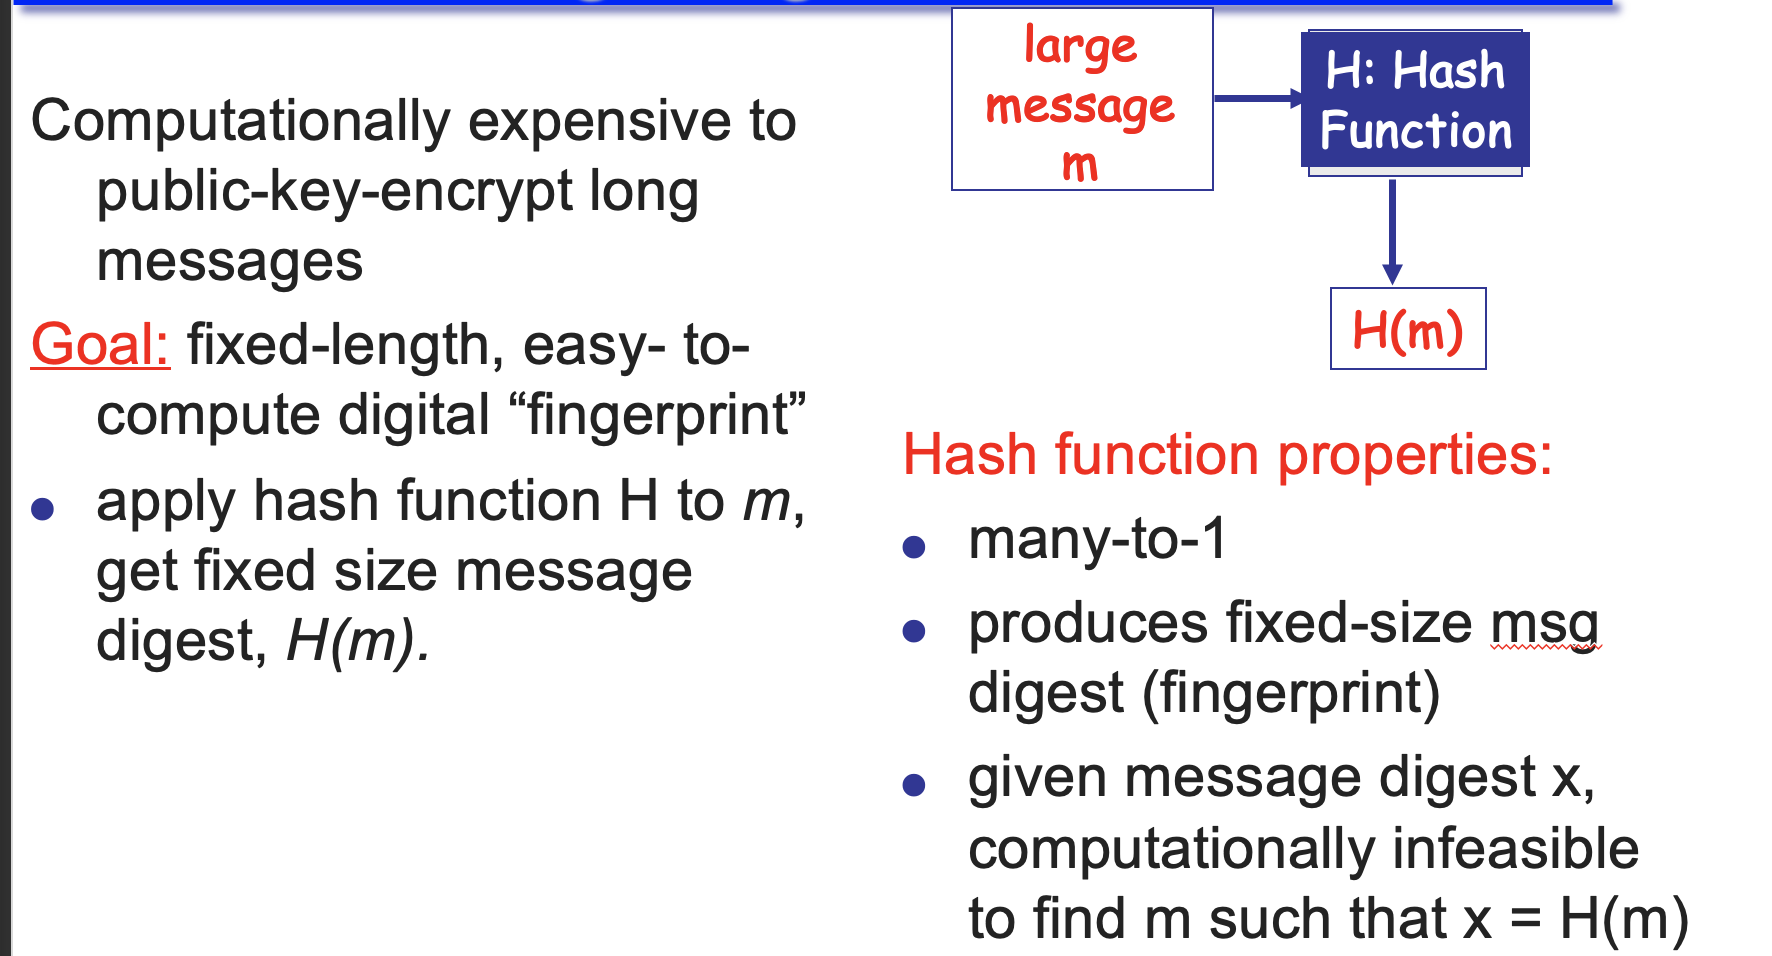 Computationally expensive to
public-key-encrypt long
messages
Goal: fixed-length, easy- to-
compute digital “fingerprint”
● apply hash function H to m,
get fixed size message
digest, H(m).
large
message
m
H: Hash
Function
H(m)
Hash function properties:
● many-to-1
● produces fixed-size msg
digest (fingerprint)
● given message digest x,
computationally infeasible
to find m such that x = H(m)